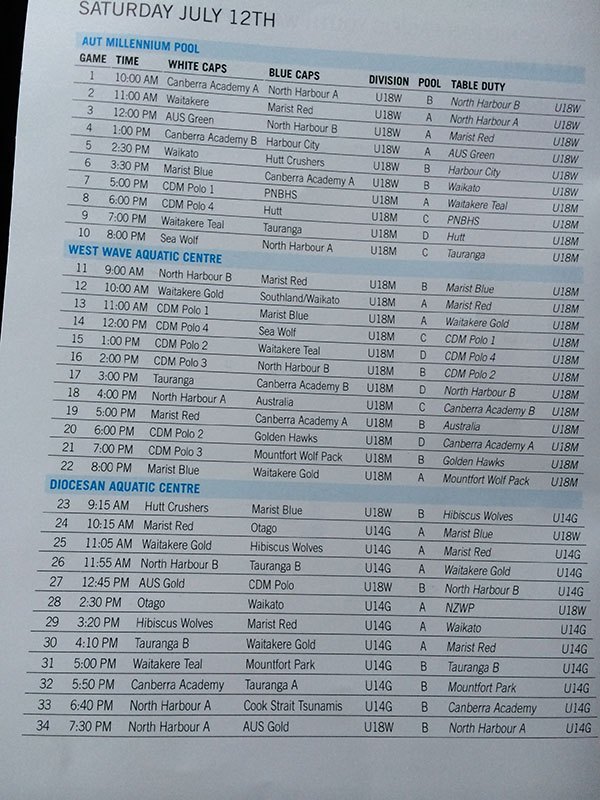 SATURDAY JULY 12TH
AUT MILLENNIUM POOL
GAME TIME WHITE CAPS BLUE CAPS DIVISION POOL TABLE DUTY
1 10:00 AM Canberra Academy A North Harbour A U18W B North Harbour B U18W
2 11:00 AM Waitakere Marist Red U18W A North Harbour A U18W
3 12:00 PM AUS Green North Harbour B U18W A Marist Red U18W
4 1:00 PM Canberra Academy B Harbour City U18W A AUS Green U18W
5 2:30 PM Waikato Hutt Crushers U18W B Harbour City U18W
6 3:30 PM Marist Blue Canberra Academy A U18W B Waikato U18W
7 5:00 PM CDM Polo 1 PNBHS U18M A Waitakere Teal U18M
8 6:00 PM CDM Polo 4 Hutt U18M C PNBHS U18M
9 7:00 PM Waitakere Teal Tauranga U18M D Hutt U18M
10 8:00 PM Sea Wolf North Harbour A U18M C Tauranga U18M
WEST WAVE AQUATIC CENTRE
11 9:00 AM North Harbour B Marist Red U18M B Marist Blue U18M
12 10:00 AM Waitakere Gold Southland/Waikato U18M A Marist Red U18M
13 11:00 AM CDM Polo 1 Marist Blue U18M A Waitakere Gold U18M
14 12:00 PM CDM Polo 4 Sea Wolf U18M C CDM Polo 1 U18M
15 1:00 PM CDM Polo 2 Waitakere Teal U18M D CDM Polo 4 U18M
16 2:00 PM CDM Polo 3 North Harbour B U18M B CDM Polo 2 U18M
17 3:00 PM Tauranga Canberra Academy B U18M D North Harbour B U18M
18 4:00 PM North Harbour A Australia U18M C Canberra Academy B U18M
19 5:00 PM Marist Red Canberra Academy A U18M B Australia U18M
20 6:00 PM CDM Polo 2 Golden Hawks U18M D Canberra Academy A U18M
21 7:00 PM CDM Polo 3 Mountfort Wolf Pack U18M B Golden Hawks U18M
22 8:00 PM Marist Blue Waitakere Gold U18M A Mountfort Wolf Pack U18M
DIOCESAN AQUATIC CENTRE
23 9:15 AM Hutt Crushers Marist Blue U18W B Hibiscus Wolves U14G
24 10:15 AM Marist Red Otago U14G A Marist Blue U18W
25 11:05 AM Waitakere Gold Hibiscus Wolves U14G A Marist Red U14G
26 11:55 AM North Harbour B Tauranga B U14G A Waitakere Gold U14G
27 12:45 PM AUS Gold CDM Polo U18W B North Harbour B U14G
28 2:30 PM Otago Waikato U14G A NZWP U18W
29 3:20 PM Hibiscus Wolves Marist Red U14G A Waikato U14G
30 4:10 PM Tauranga B Waitakere Gold U14G A Marist Red U14G
31 5:00 PM Waitakere Teal Mountfort Park U14G B Tauranga B U14G
32 5:50 PM Canberra Academy Tauranga A U14G B Mountfort Park U14G
33 6:40 PM North Harbour A Cook Strait Tsunamis U14G B Canberra Academy U14G
34 7:30 PM North Harbour A AUS Gold U18W B North Harbour A U14G